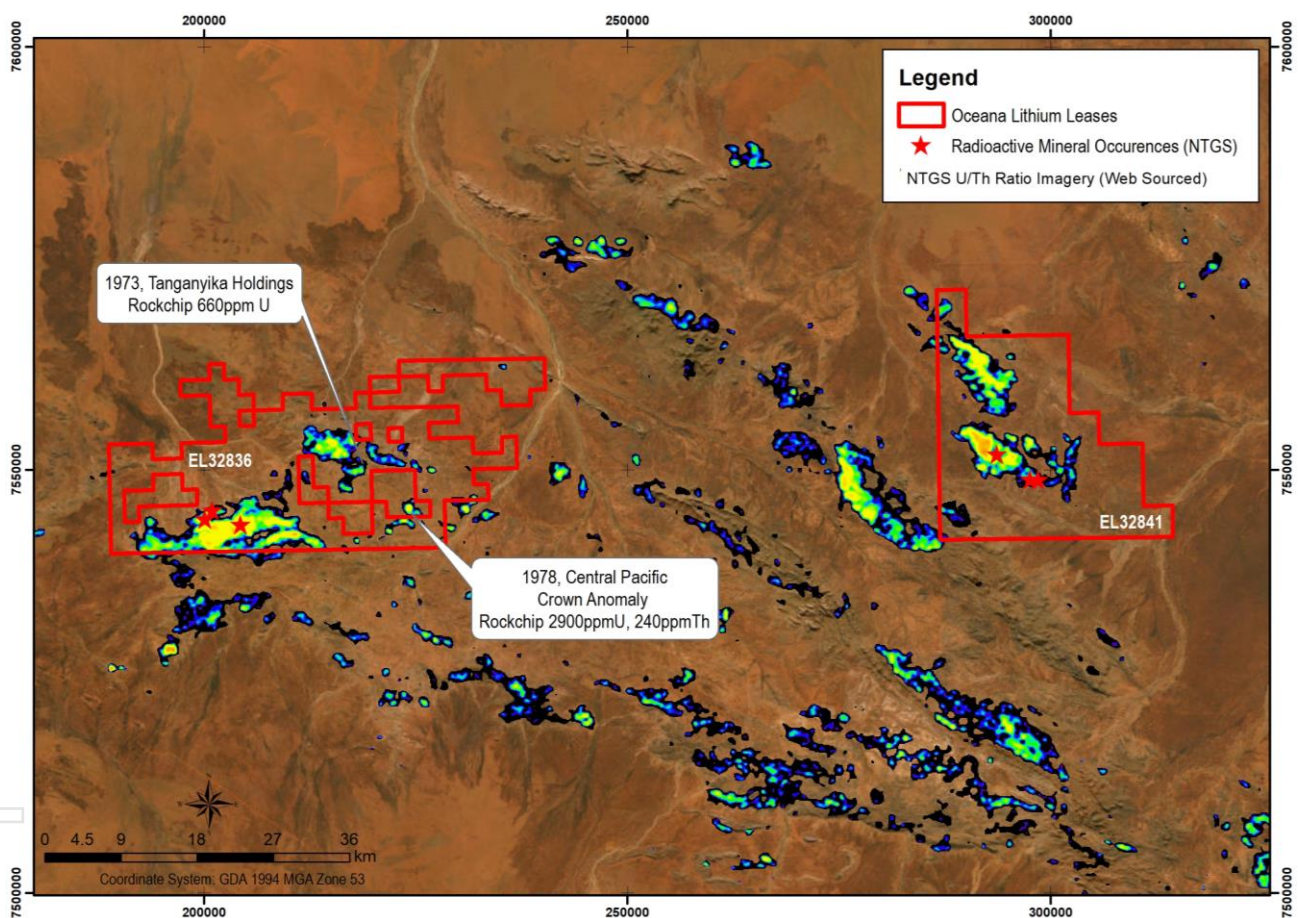 200000
250000
300000
7600000
7600000
Legend
Oceana Lithium Leases
Radioactive Mineral Occurences (NTGS)
NTGS U/Th Ratio Imagery (Web Sourced)
1973, Tanganyika Holdings
Rockchip 660ppm U
EL32836
7550000
7550000
EL32841
1978, Central Pacific
Crown Anomaly
Rockchip 2900ppmU, 240ppmTh
0 4.5 9 18 27 36
km
Coordinate System: GDA 1994 MGA Zone 53
7500000
7500000
200000
250000
300000